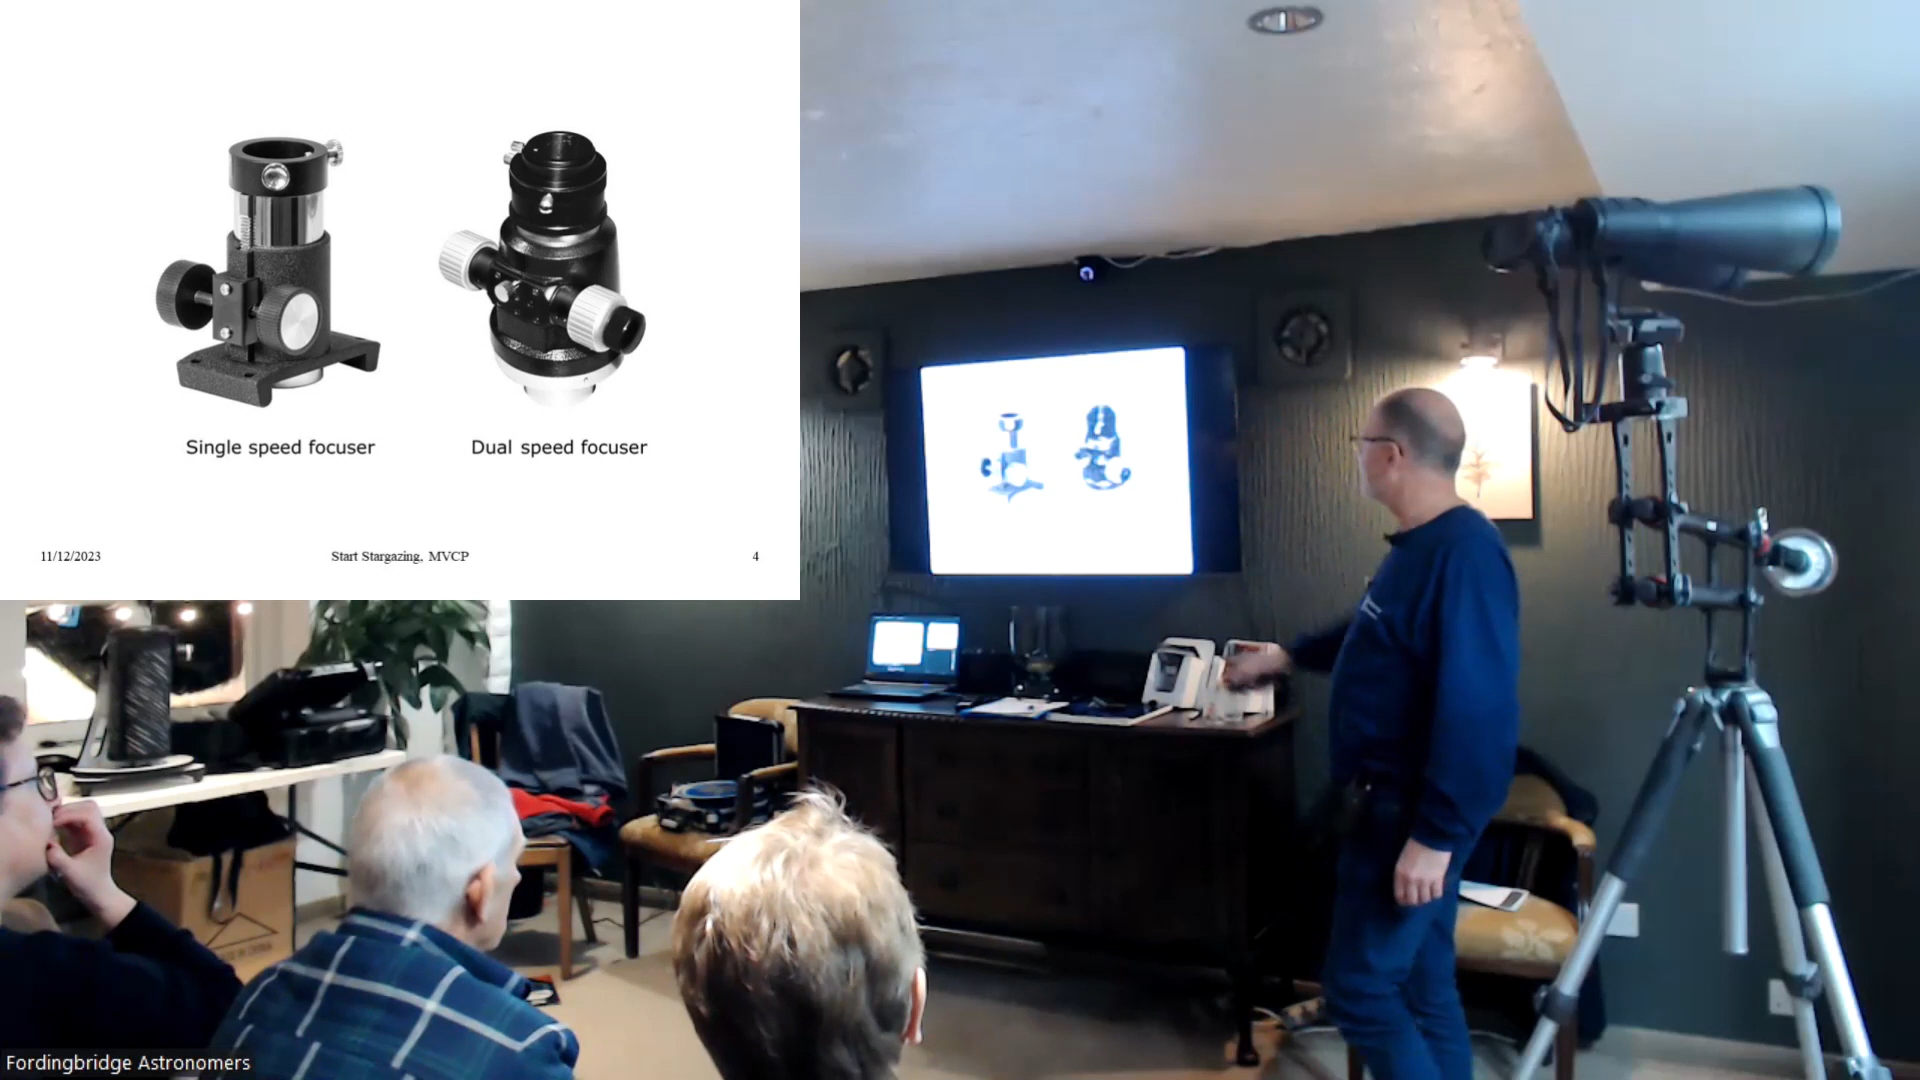 Single speed focuser
Dual speed focuser
11/12/2023
Start Stargazing, MVCP
4
Fordingbridge Astronomers